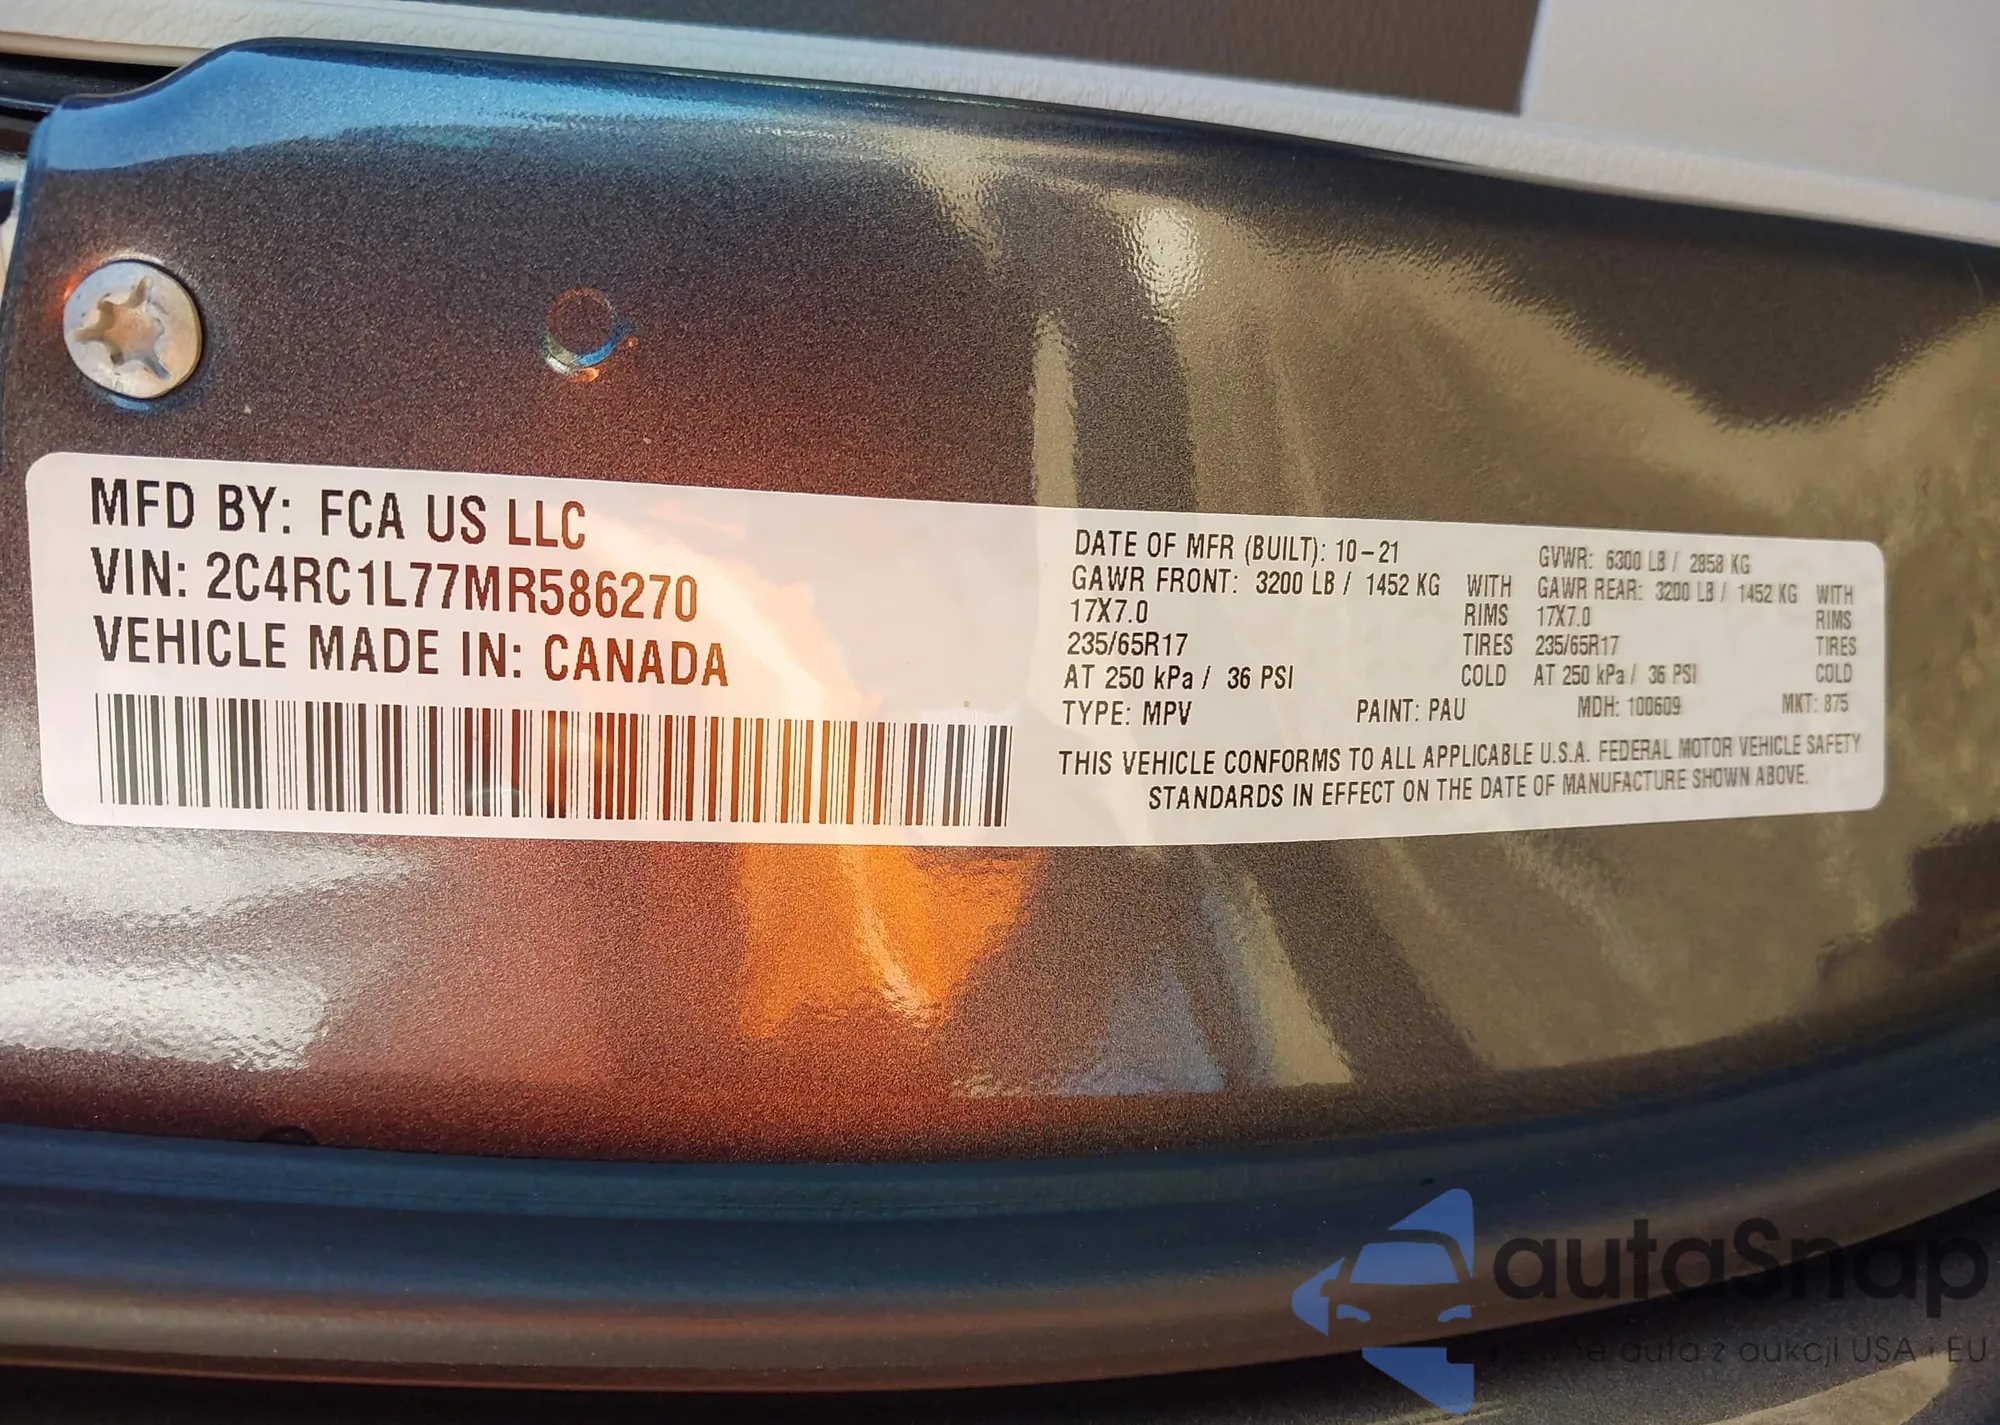 MFD BY: FCA US LLC
VIN: 2C4RC1L77MR586270
VEHICLE MADE IN: CANADA
DATE OF MFR (BUILT): 10-21 GVWR: 6300 LB / 2858 KG
GAWR FRONT: 3200 LB / 1452 KG WITH GAWR REAR: 3200 LB / 1452 KG WITH
17X7.0 RIMS 17X7.0 RIMS
235/65R17 TIRES 235/65R17 TIRES
AT 250 kPa / 36 PSI COLD AT 250 kPa / 36 PSI COLD
TYPE: MPV PAINT: PAU MDH: 100609 MKT: 875
THIS VEHICLE CONFORMS TO ALL APPLICABLE U.S.A. FEDERAL MOTOR VEHICLE SAFETY
STANDARDS IN EFFECT ON THE DATE OF MANUFACTURE SHOWN ABOVE.
autaSnap
auta z aukcji USA i EU